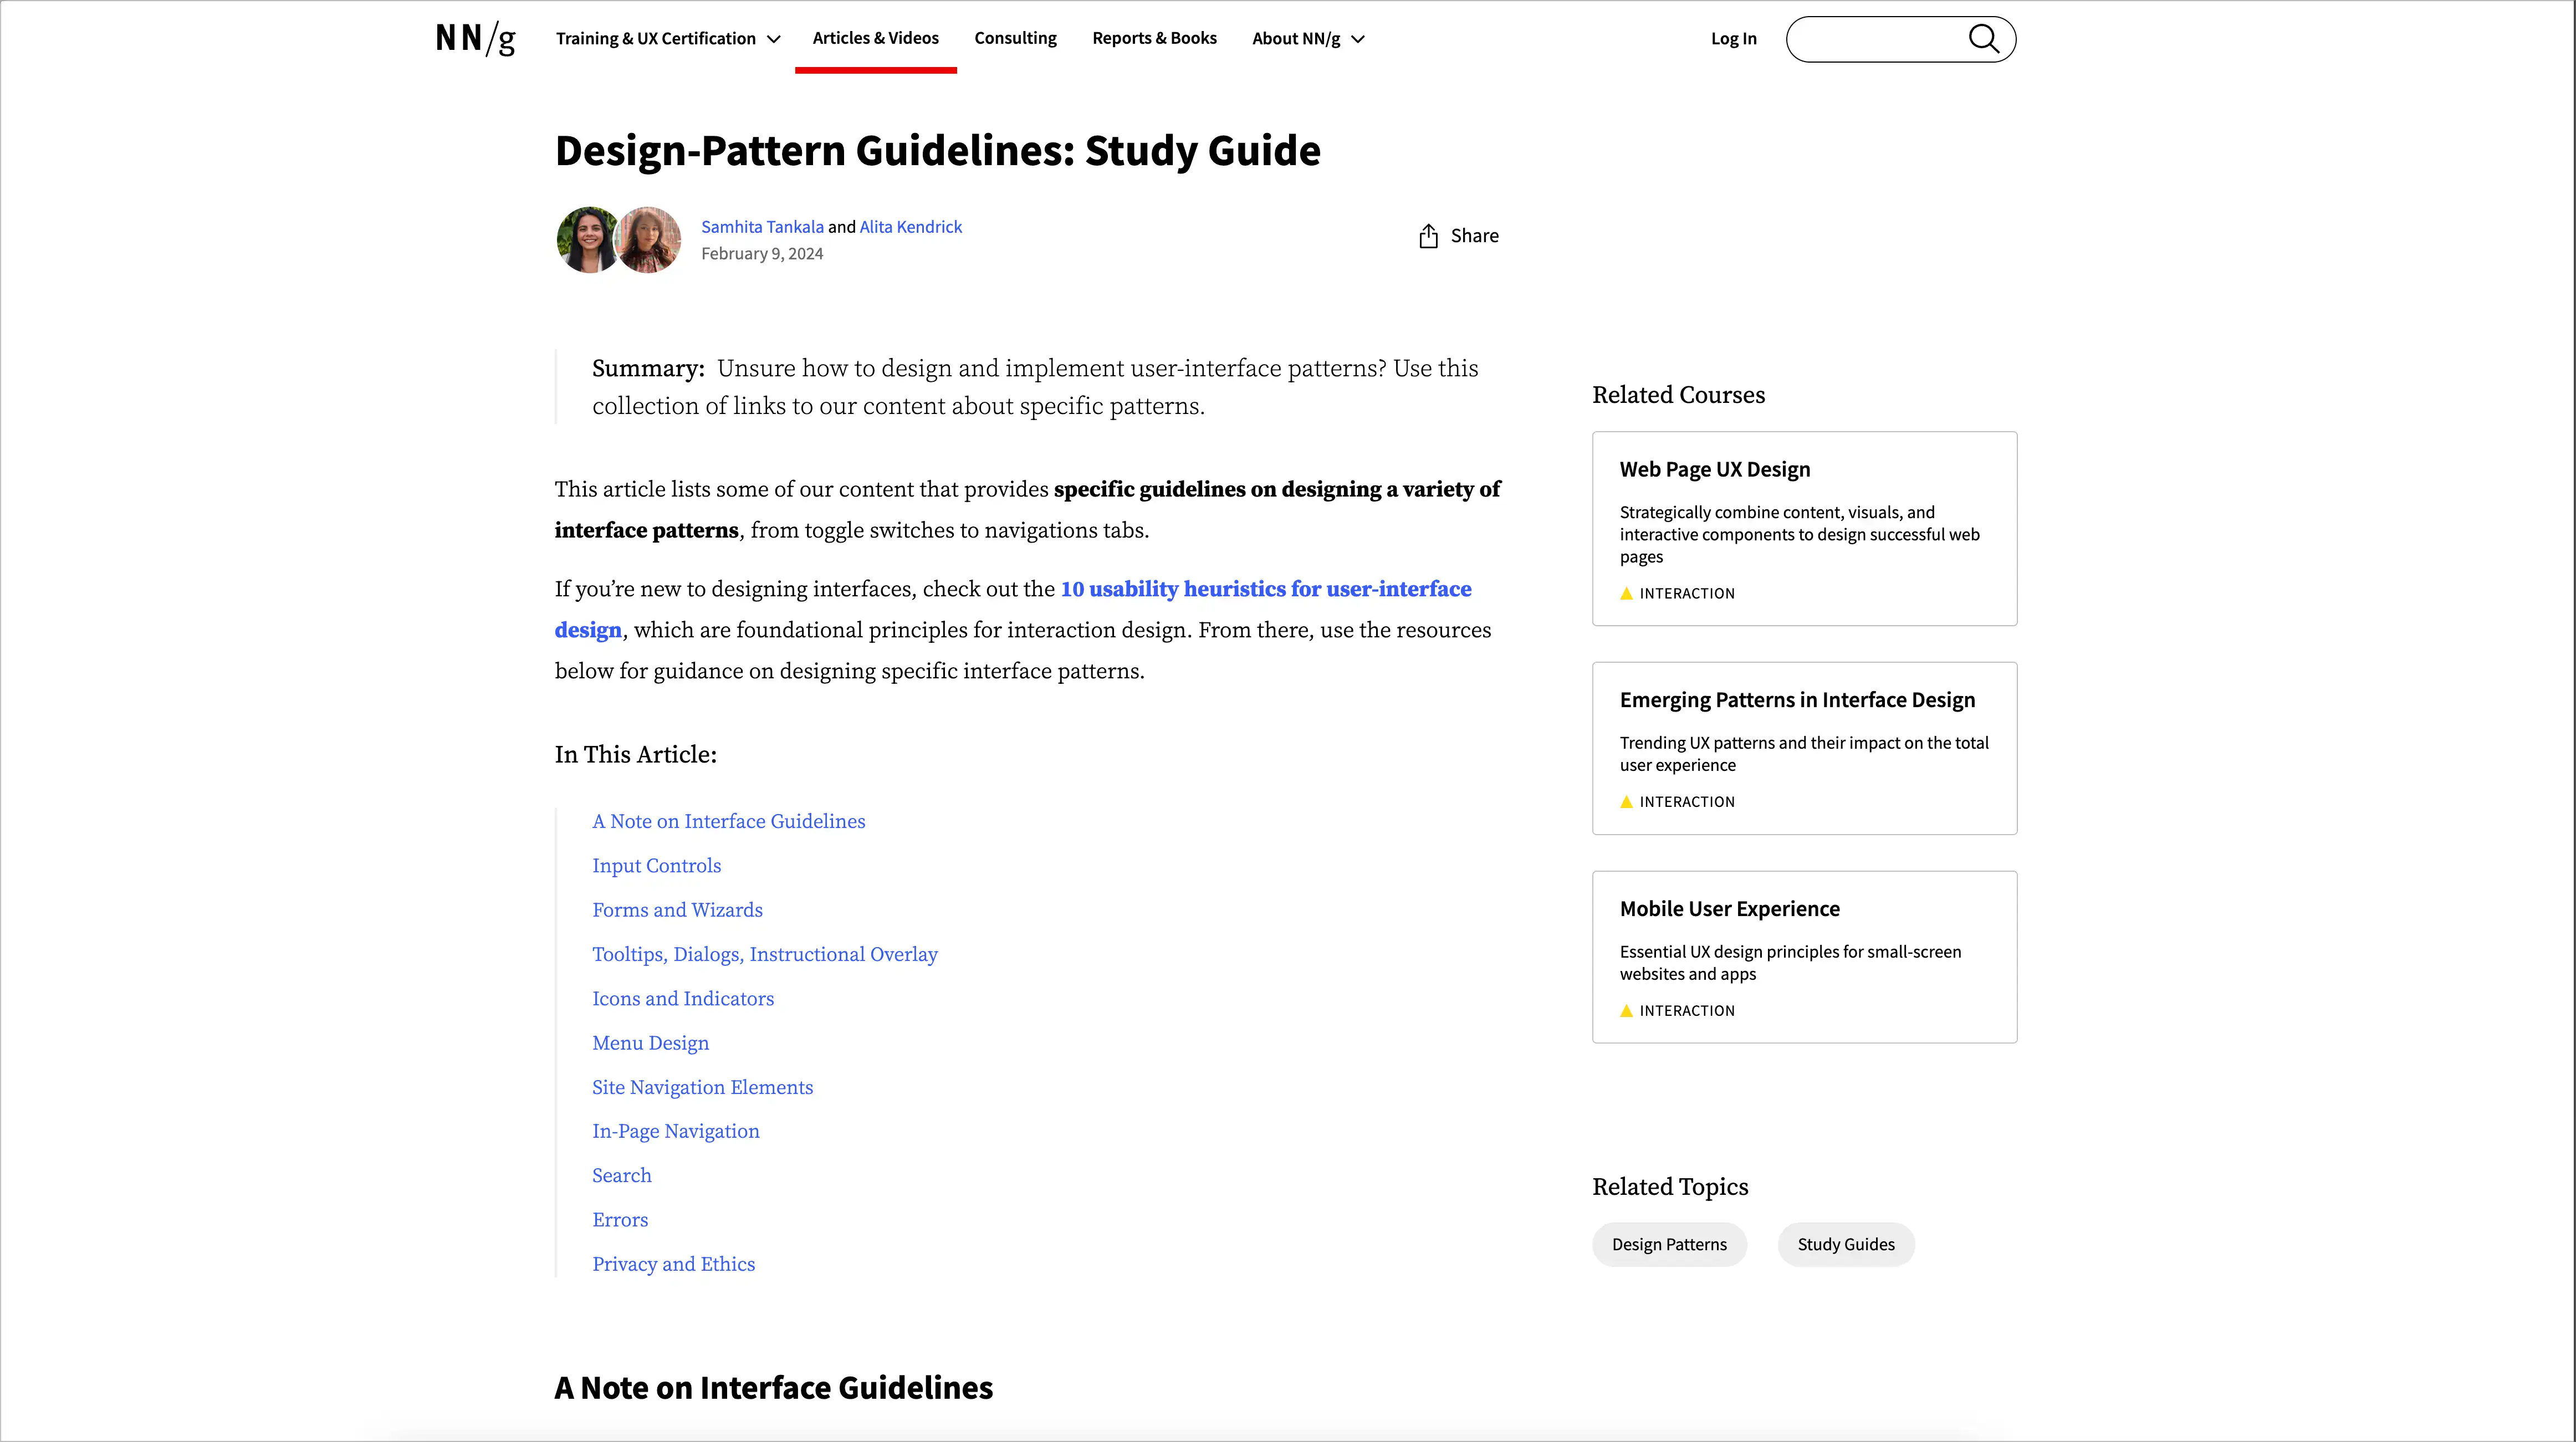 NN/g
Training & UX Certification
Articles & Videos
Consulting
Reports & Books
About NN/g
Log In
Design-Pattern Guidelines: Study Guide
Samhita Tankala and Alita Kendrick
February 9, 2024
Share
Summary: Unsure how to design and implement user-interface patterns? Use this
collection of links to our content about specific patterns.
This article lists some of our content that provides specific guidelines on designing a variety of
interface patterns, from toggle switches to navigations tabs.
If you’re new to designing interfaces, check out the 10 usability heuristics for user-interface
design, which are foundational principles for interaction design. From there, use the resources
below for guidance on designing specific interface patterns.
In This Article:
A Note on Interface Guidelines
Input Controls
Forms and Wizards
Tooltips, Dialogs, Instructional Overlay
Icons and Indicators
Menu Design
Site Navigation Elements
In-Page Navigation
Search
Errors
Privacy and Ethics
A Note on Interface Guidelines
Related Courses
Web Page UX Design
Strategically combine content, visuals, and
interactive components to design successful web
pages
INTERACTION
Emerging Patterns in Interface Design
Trending UX patterns and their impact on the total
user experience
INTERACTION
Mobile User Experience
Essential UX design principles for small-screen
websites and apps
INTERACTION
Related Topics
Design Patterns
Study Guides